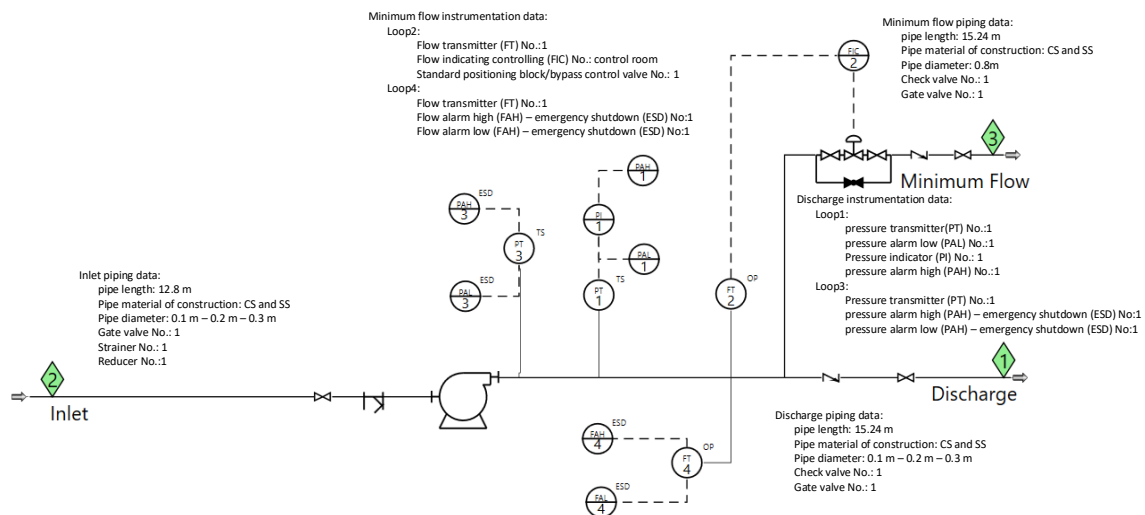 Minimum flow instrumentation data:
Loop2:
Flow transmitter (FT) No.:1
Flow indicating controlling (FIC) No.: control room
Standard positioning block/bypass control valve No.: 1
Loop4:
Flow transmitter (FT) No.:1
Flow alarm high (FAH) – emergency shutdown (ESD) No:1
Flow alarm low (FAH) – emergency shutdown (ESD) No:1
Minimum flow piping data:
pipe length: 15.24 m
Pipe material of construction: CS and SS
Pipe diameter: 0.8m
Check valve No.: 1
Gate valve No.: 1
FIC
2
3
Minimum Flow
PAH
1
PI
1
PAL
1
TS
PT
1
ESD
PAH
3
TS
PT
3
ESD
PAL
3
OP
FT
2
Discharge instrumentation data:
Loop1:
pressure transmitter(PT) No.:1
pressure alarm low (PAL) No.:1
Pressure indicator (PI) No.: 1
pressure alarm high (PAH) No.:1
Loop3:
Pressure transmitter (PT) No.:1
pressure alarm high (PAH) – emergency shutdown (ESD) No:1
pressure alarm low (PAH) – emergency shutdown (ESD) No:1
Inlet piping data:
pipe length: 12.8 m
Pipe material of construction: CS and SS
Pipe diameter: 0.1 m – 0.2 m – 0.3 m
Gate valve No.: 1
Strainer No.: 1
Reducer No.:1
2
Inlet
1
Discharge
ESD
FAH
4
OP
FT
4
ESD
FAL
4
Discharge piping data:
pipe length: 15.24 m
Pipe material of construction: CS and SS
Pipe diameter: 0.1 m – 0.2 m – 0.3 m
Check valve No.: 1
Gate valve No.: 1